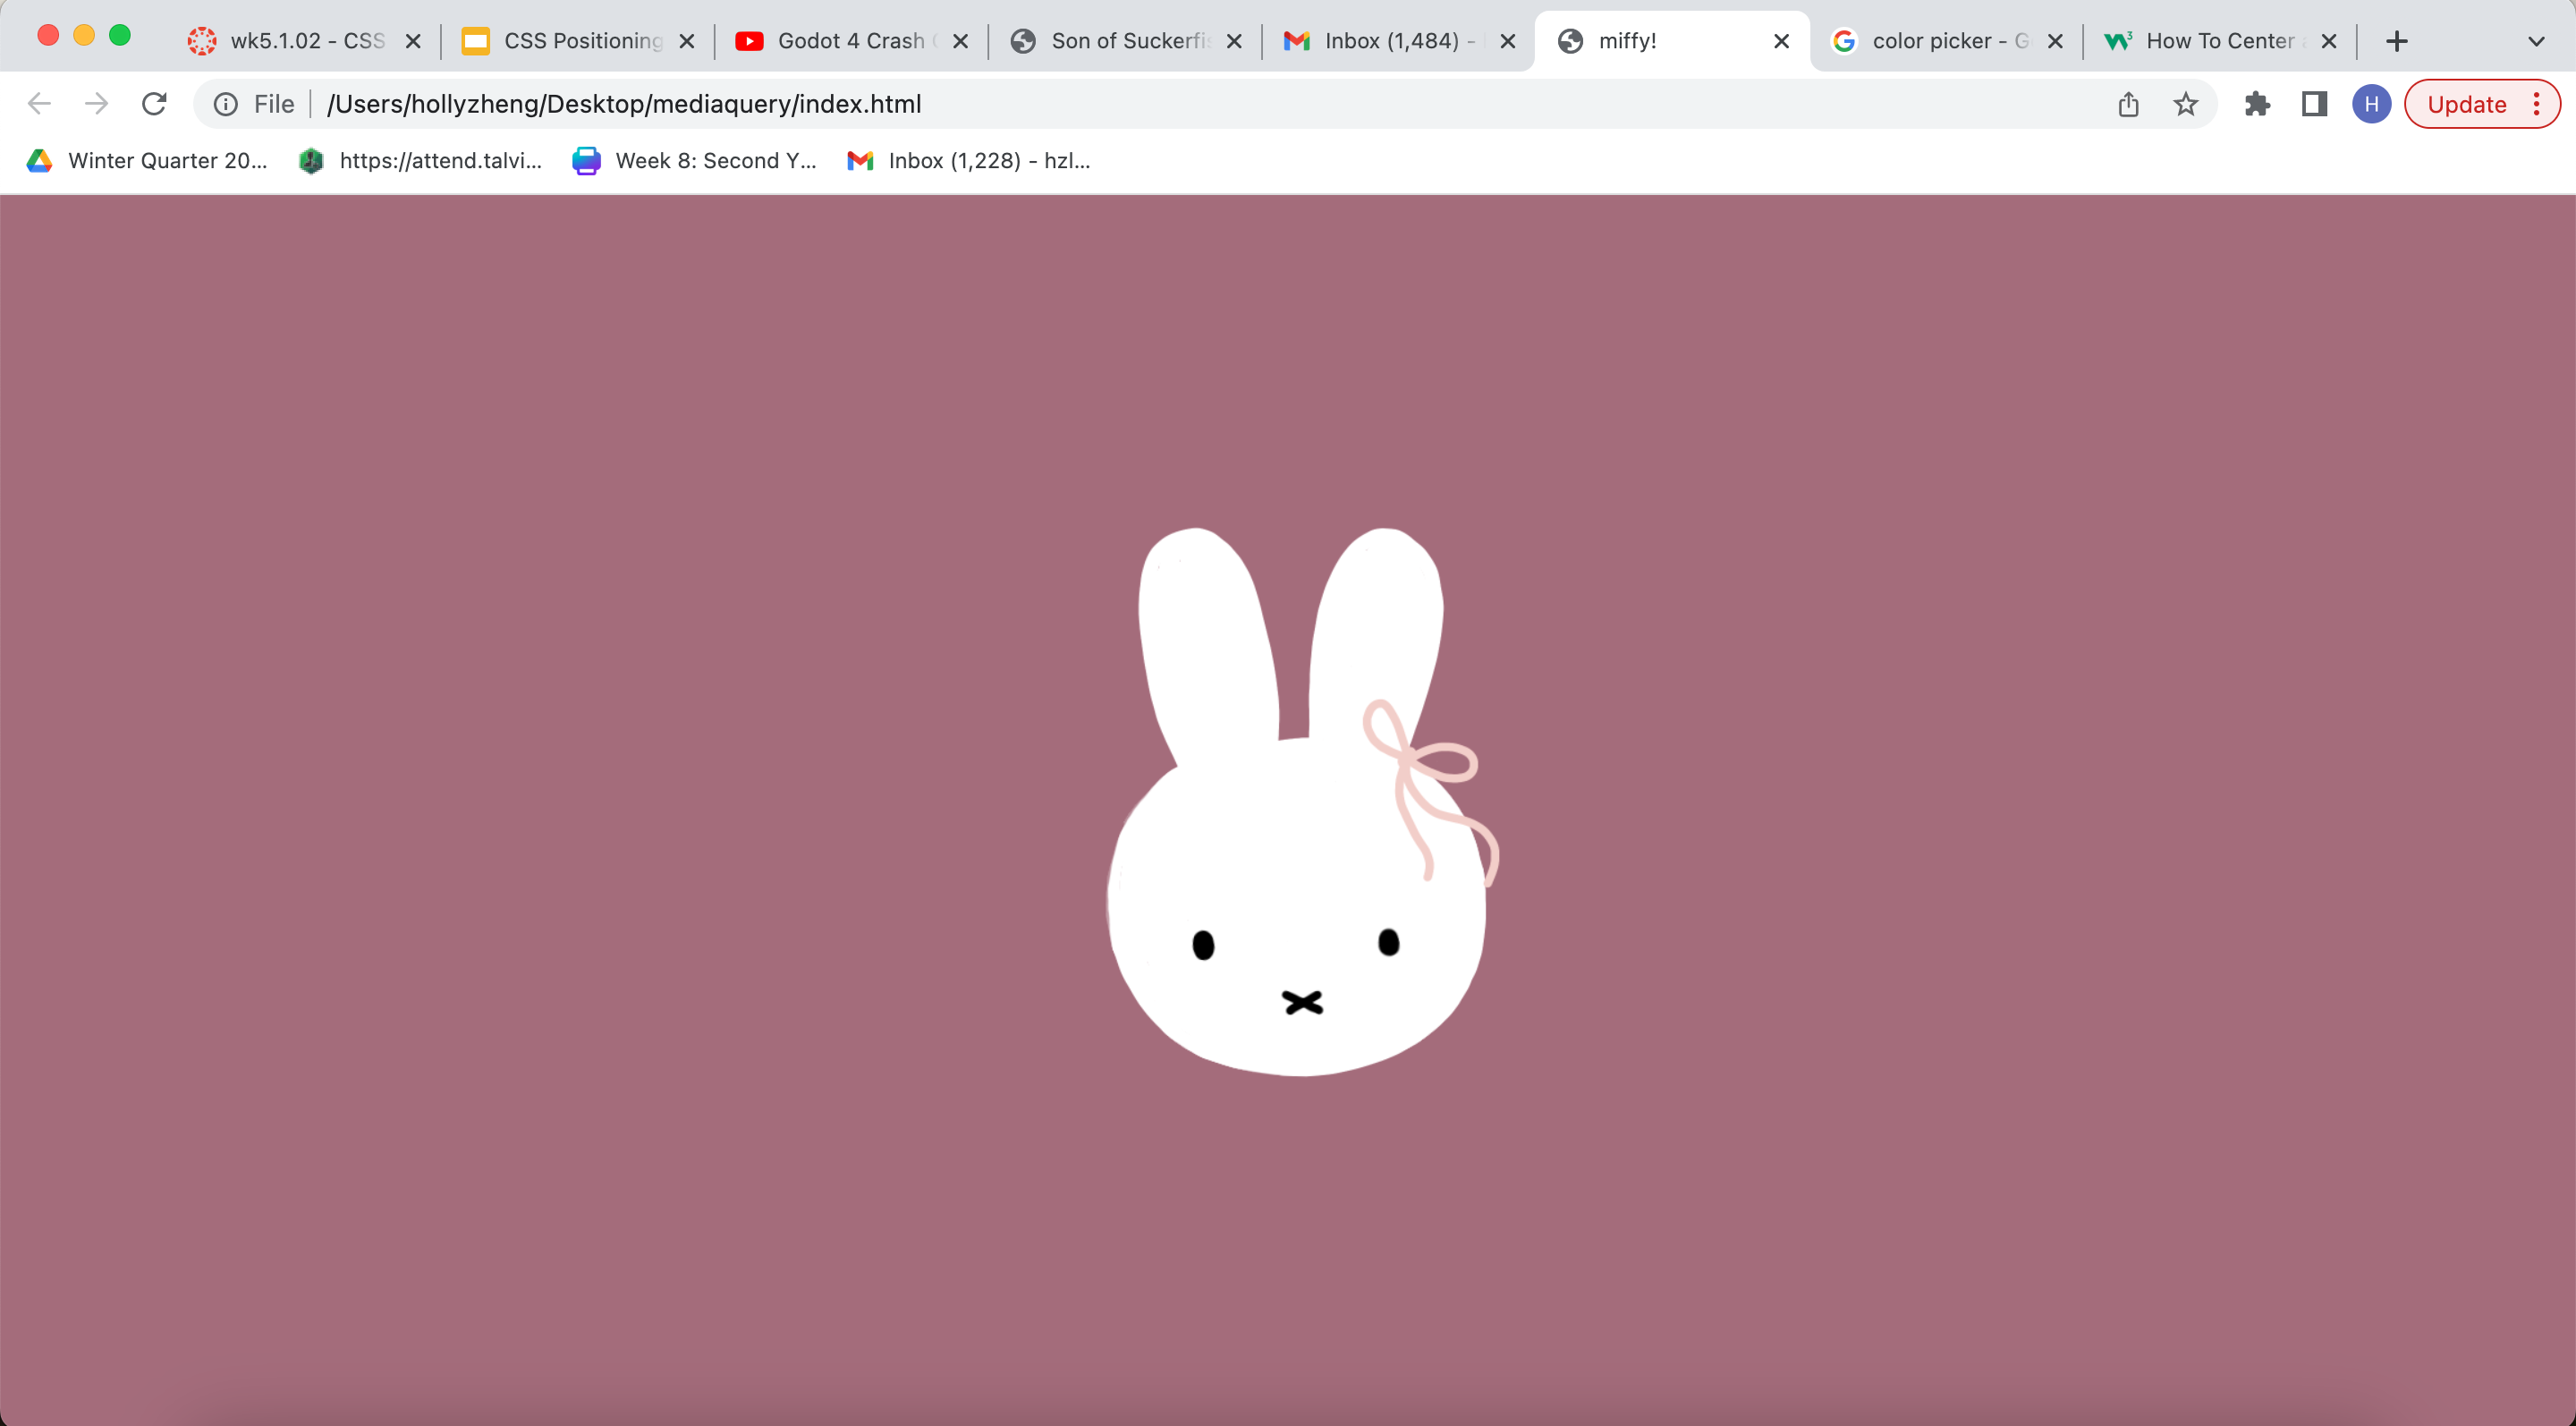 wk5.1.02 - CSS
CSS Positioning
Godot 4 Crash
Son of Suckerfis
Inbox (1,484) -
miffy!
color picker - G
How To Center
File
/Users/hollyzheng/Desktop/mediaquery/index.html
H
Update
Winter Quarter 20...
https://attend.talvi...
Week 8: Second Y...
Inbox (1,228) - hzl...